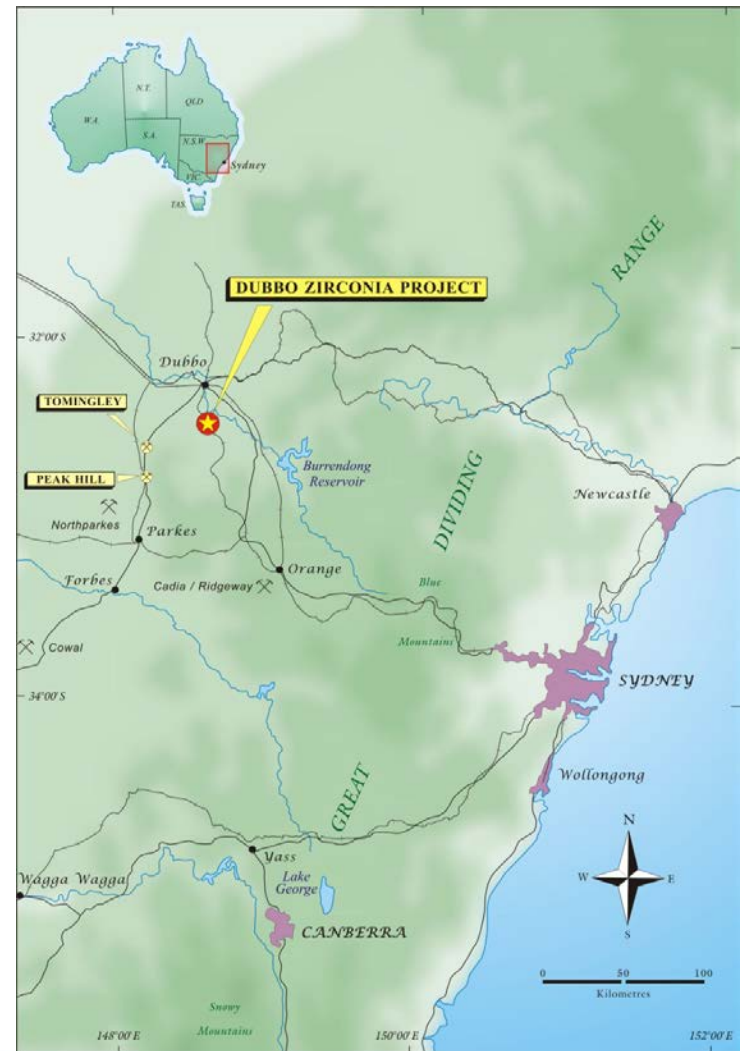 N.T.
QLD
W.A.
S.A.
N.S.W.
Sydney
VIC.
TAS.
RANGE
DUBBO ZIRCONIA PROJECT
32°00' S
Dubbo
TOMINGLEY
PEAK HILL
Burrendong
Reservoir
DIVIDING
Newcastle
Northparkes
Parkes
Orange
Forbes
Cadia / Ridgeway
Blue
Mountains
Cowal
SYDNEY
34°00' S
Wollongong
GREAT
N
Yass
Wagga Wagga
Lake
George
W
E
S
CANBERRA
0
50
100
Kilometres
Snowy
Mountains
148°00' E
150°00' E
152°00' E